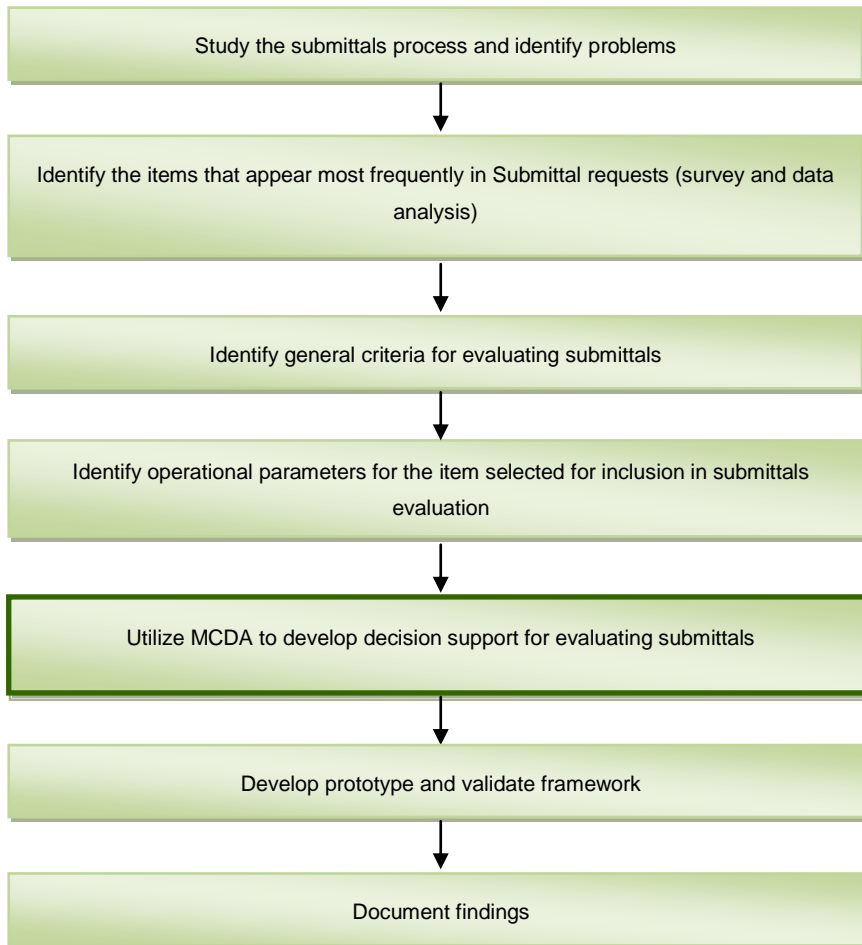 Study the submittals process and identify problems
Identify the items that appear most frequently in Submittal requests (survey and data
analysis)
Identify general criteria for evaluating submittals
Identify operational parameters for the item selected for inclusion in submittals
evaluation
Utilize MCDA to develop decision support for evaluating submittals
Develop prototype and validate framework
Document findings